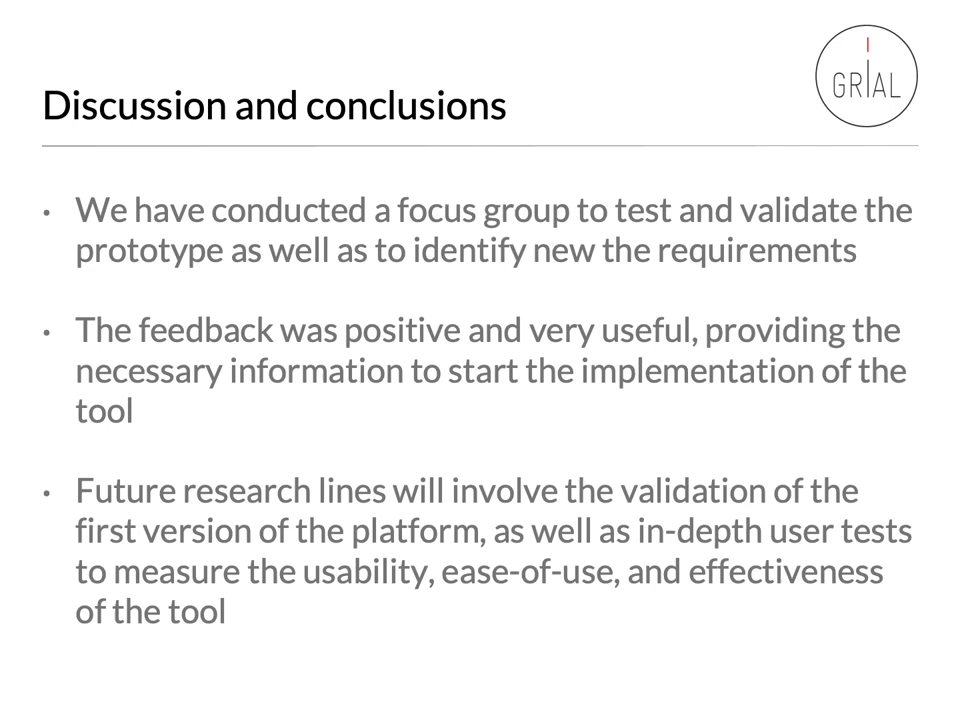 GRIAL
Discussion and conclusions
• We have conducted a focus group to test and validate the
prototype as well as to identify new the requirements
• The feedback was positive and very useful, providing the
necessary information to start the implementation of the
tool
• Future research lines will involve the validation of the
first version of the platform, as well as in-depth user tests
to measure the usability, ease-of-use, and effectiveness
of the tool